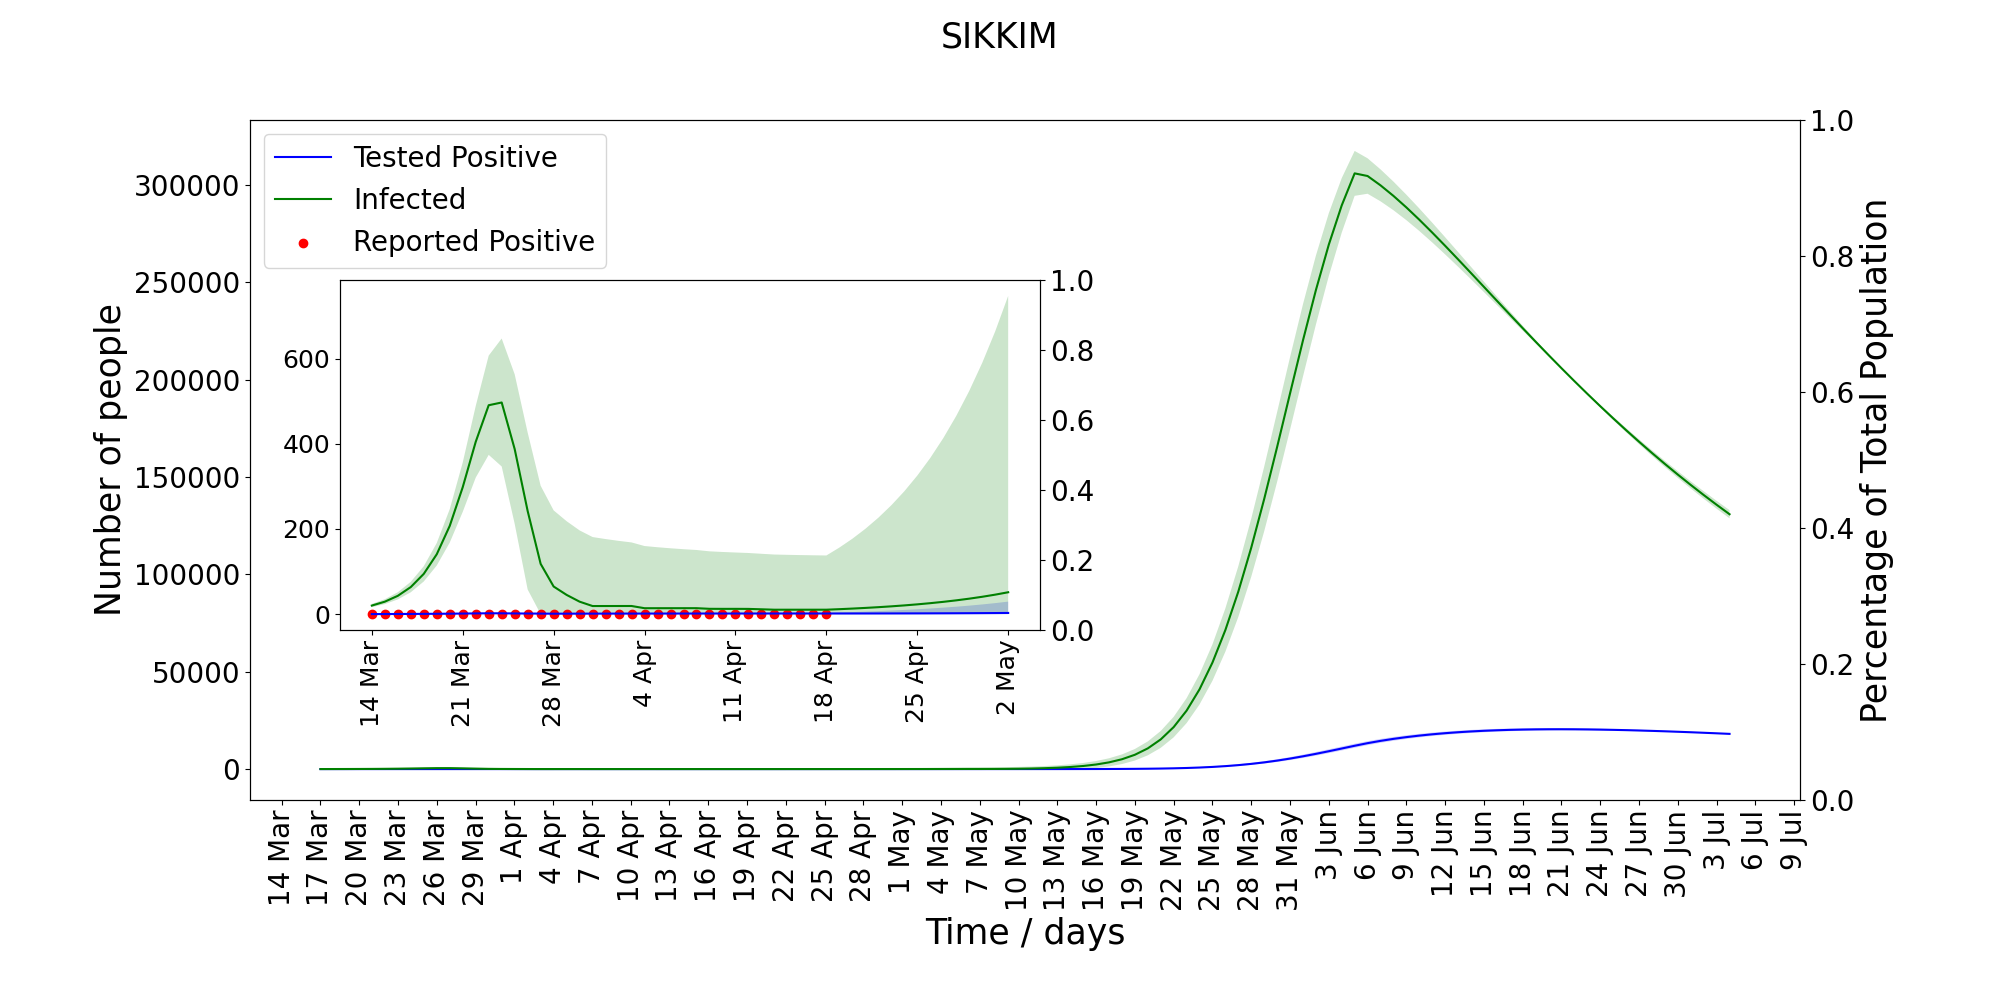 SIKKIM
Tested Positive
Infected
Reported Positive
Number of people
300000
250000
200000
150000
100000
50000
0
1.0
0.8
0.6
0.4
0.2
0.0
Percentage of Total Population
600
400
200
0
1.0
0.8
0.6
0.4
0.2
0.0
14 Mar
21 Mar
28 Mar
4 Apr
11 Apr
18 Apr
25 Apr
2 May
14 Mar
17 Mar
20 Mar
23 Mar
26 Mar
29 Mar
1 Apr
4 Apr
7 Apr
10 Apr
13 Apr
16 Apr
19 Apr
22 Apr
25 Apr
28 Apr
1 May
4 May
7 May
10 May
13 May
16 May
19 May
22 May
25 May
28 May
31 May
3 Jun
6 Jun
9 Jun
12 Jun
15 Jun
18 Jun
21 Jun
24 Jun
27 Jun
30 Jun
3 Jul
6 Jul
9 Jul
Time / days